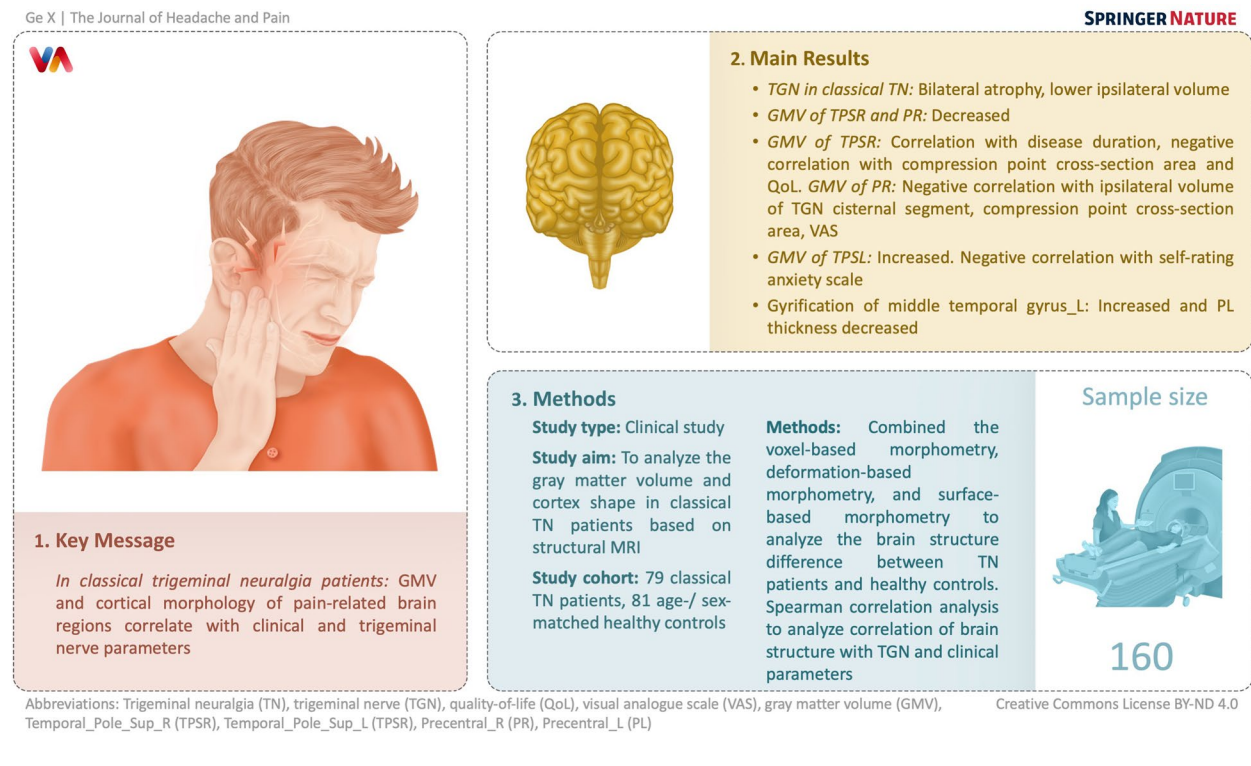 Ge X | The Journal of Headache and Pain
SPRINGER NATURE
VA
1. Key Message
In classical trigeminal neuralgia patients: GMV
and cortical morphology of pain-related brain
regions correlate with clinical and trigeminal
nerve parameters
2. Main Results
• TGN in classical TN: Bilateral atrophy, lower ipsilateral volume
• GMV of TPSR and PR: Decreased
• GMV of TPSR: Correlation with disease duration, negative
correlation with compression point cross-section area and
QoL. GMV of PR: Negative correlation with ipsilateral volume
of TGN cisternal segment, compression point cross-section
area, VAS
• GMV of TPSL: Increased. Negative correlation with self-rating
anxiety scale
• Gyrification of middle temporal gyrus_L: Increased and PL
thickness decreased
3. Methods
Study type: Clinical study
Study aim: To analyze the
gray matter volume and
cortex shape in classical
TN patients based on
structural MRI
Study cohort: 79 classical
TN patients, 81 age-/ sex-
matched healthy controls
Methods: Combined the
voxel-based morphometry,
deformation-based
morphometry, and surface-
based morphometry to
analyze the brain structure
difference between TN
patients and healthy controls.
Spearman correlation analysis
to analyze correlation of brain
structure with TGN and clinical
parameters
Sample size
160
Abbreviations: Trigeminal neuralgia (TN), trigeminal nerve (TGN), quality-of-life (QoL), visual analogue scale (VAS), gray matter volume (GMV),
Temporal_Pole_Sup_R (TPSR), Temporal_Pole_Sup_L (TPSR), Precentral_R (PR), Precentral_L (PL)
Creative Commons License BY-ND 4.0